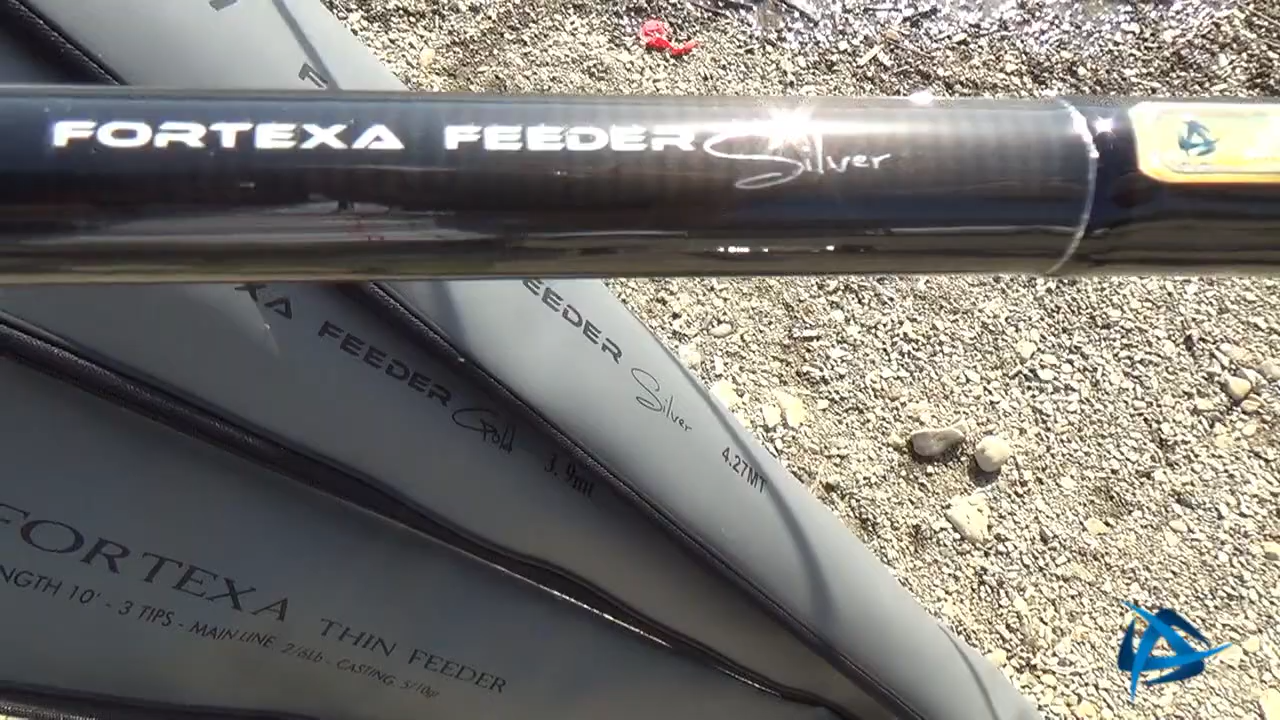 FORTEXA FEEDER Silver
FEEDER Silver 4.27MT
XA FEEDER Gold 3.9mt
FORTEXA THIN FEEDER
NGTH 10' - 3 TIPS - MAIN LINE 2/6Lb - CASTING 5/10gr